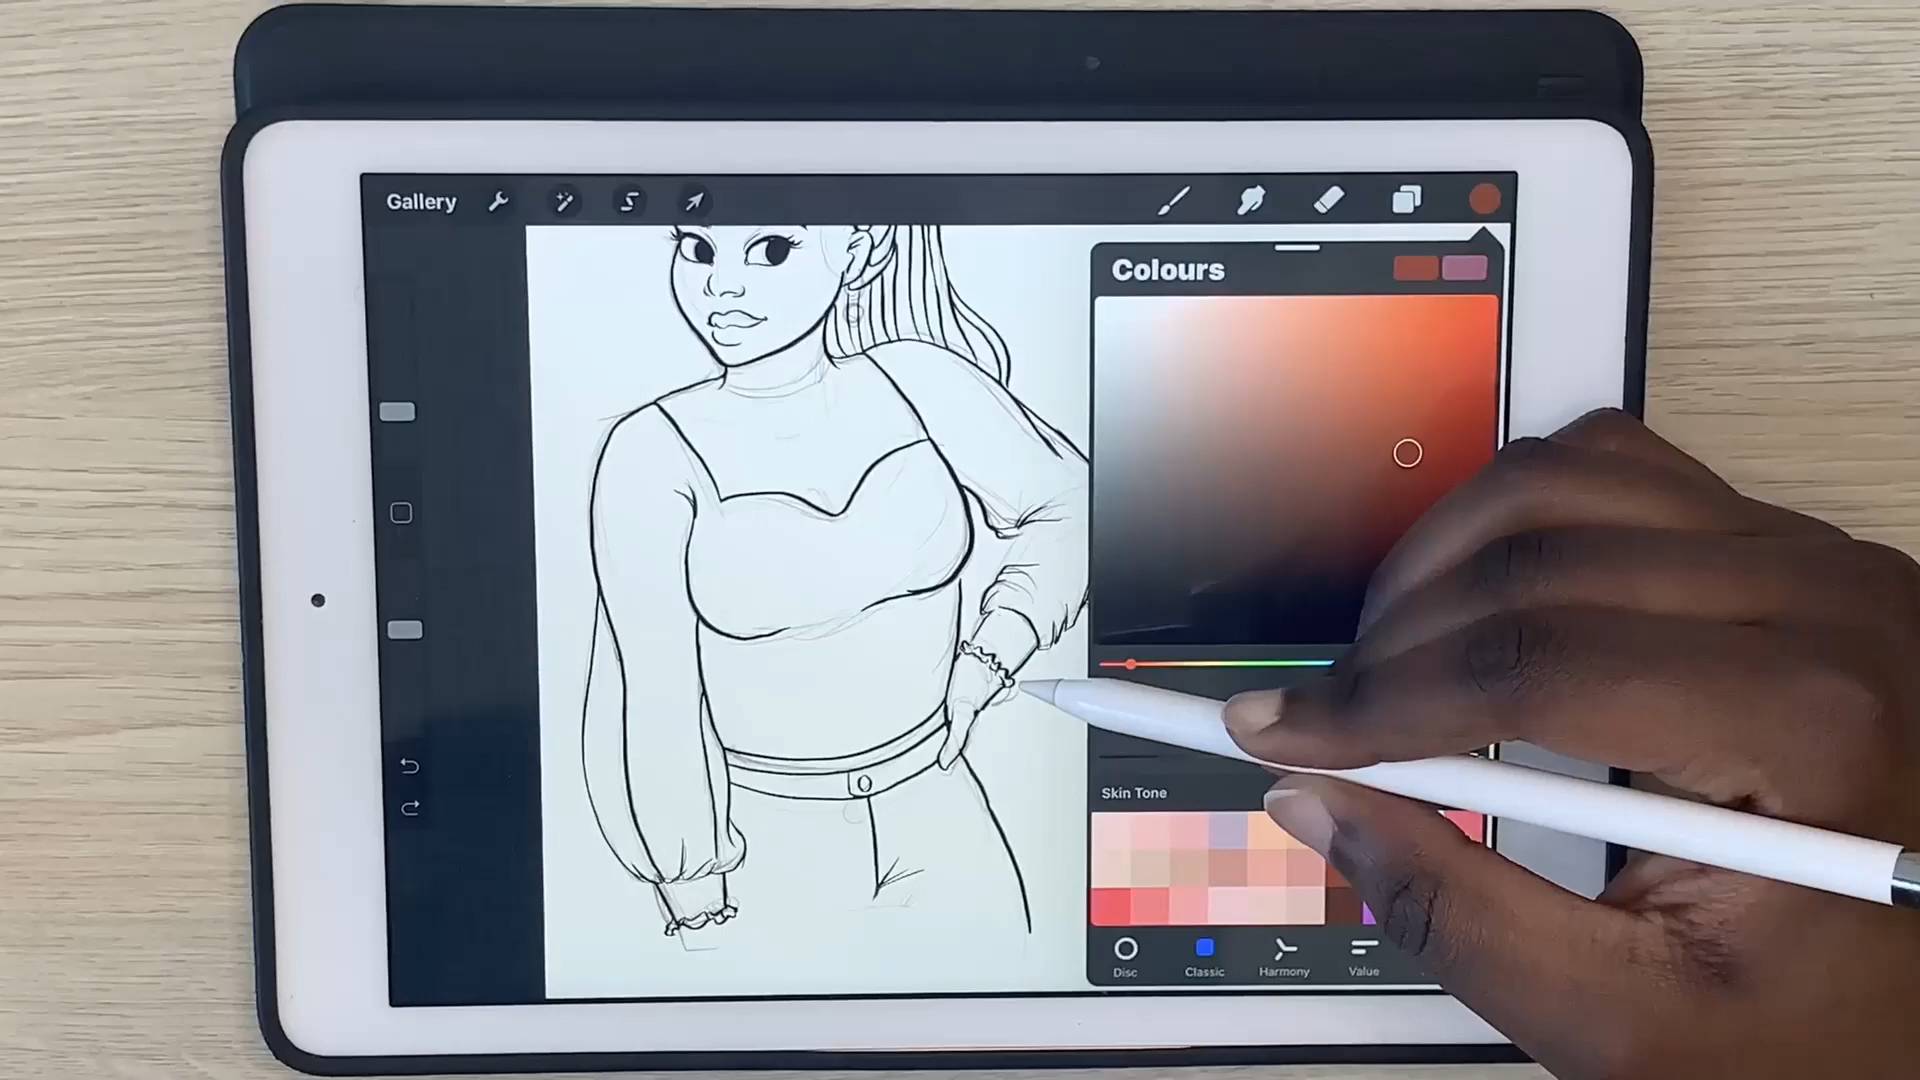 Gallery
Colours
Skin Tone
Disc
Classic
Harmony
Value